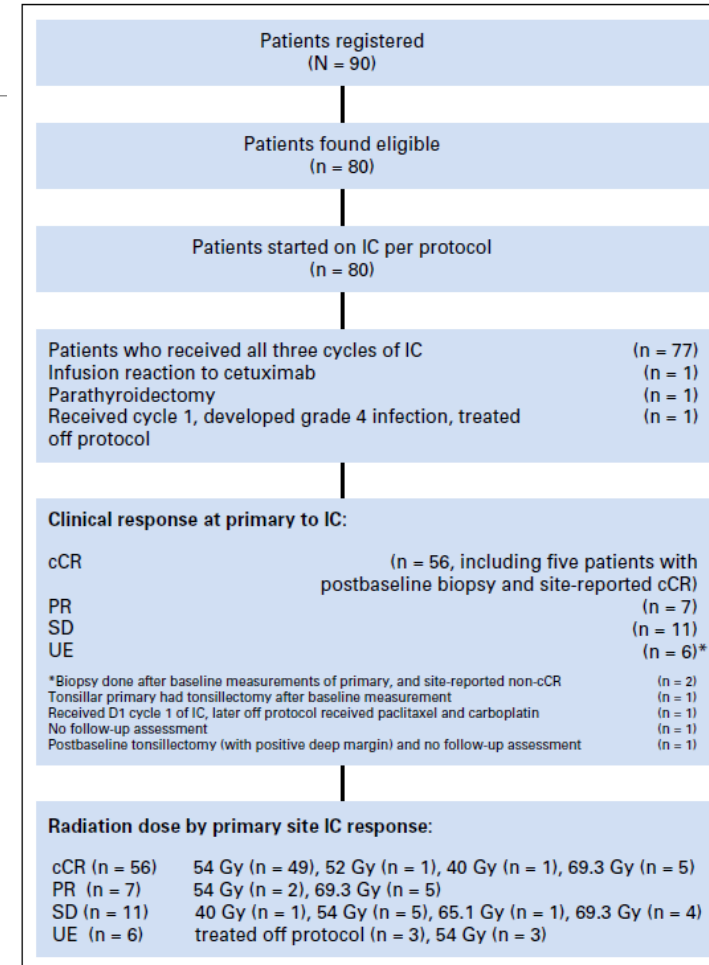 Patients registered
(N = 90)
Patients found eligible
(n = 80)
Patients started on IC per protocol
(n = 80)
Patients who received all three cycles of IC (n = 77)
Infusion reaction to cetuximab (n = 1)
Parathyroidectomy (n = 1)
Received cycle 1, developed grade 4 infection, treated (n = 1)
off protocol
Clinical response at primary to IC:
cCR (n = 56, including five patients with
postbaseline biopsy and site-reported cCR)
PR (n = 7)
SD (n = 11)
UE (n = 6)*
*Biopsy done after baseline measurements of primary, and site-reported non-cCR (n = 2)
Tonsillar primary had tonsillectomy after baseline measurement (n = 1)
Received D1 cycle 1 of IC, later off protocol received paclitaxel and carboplatin (n = 1)
No follow-up assessment (n = 1)
Postbaseline tonsillectomy (with positive deep margin) and no follow-up assessment (n = 1)
Radiation dose by primary site IC response:
cCR (n = 56) 54 Gy (n = 49), 52 Gy (n = 1), 40 Gy (n = 1), 69.3 Gy (n = 5)
PR (n = 7) 54 Gy (n = 2), 69.3 Gy (n = 5)
SD (n = 11) 40 Gy (n = 1), 54 Gy (n = 5), 65.1 Gy (n = 1), 69.3 Gy (n = 4)
UE (n = 6) treated off protocol (n = 3), 54 Gy (n = 3)